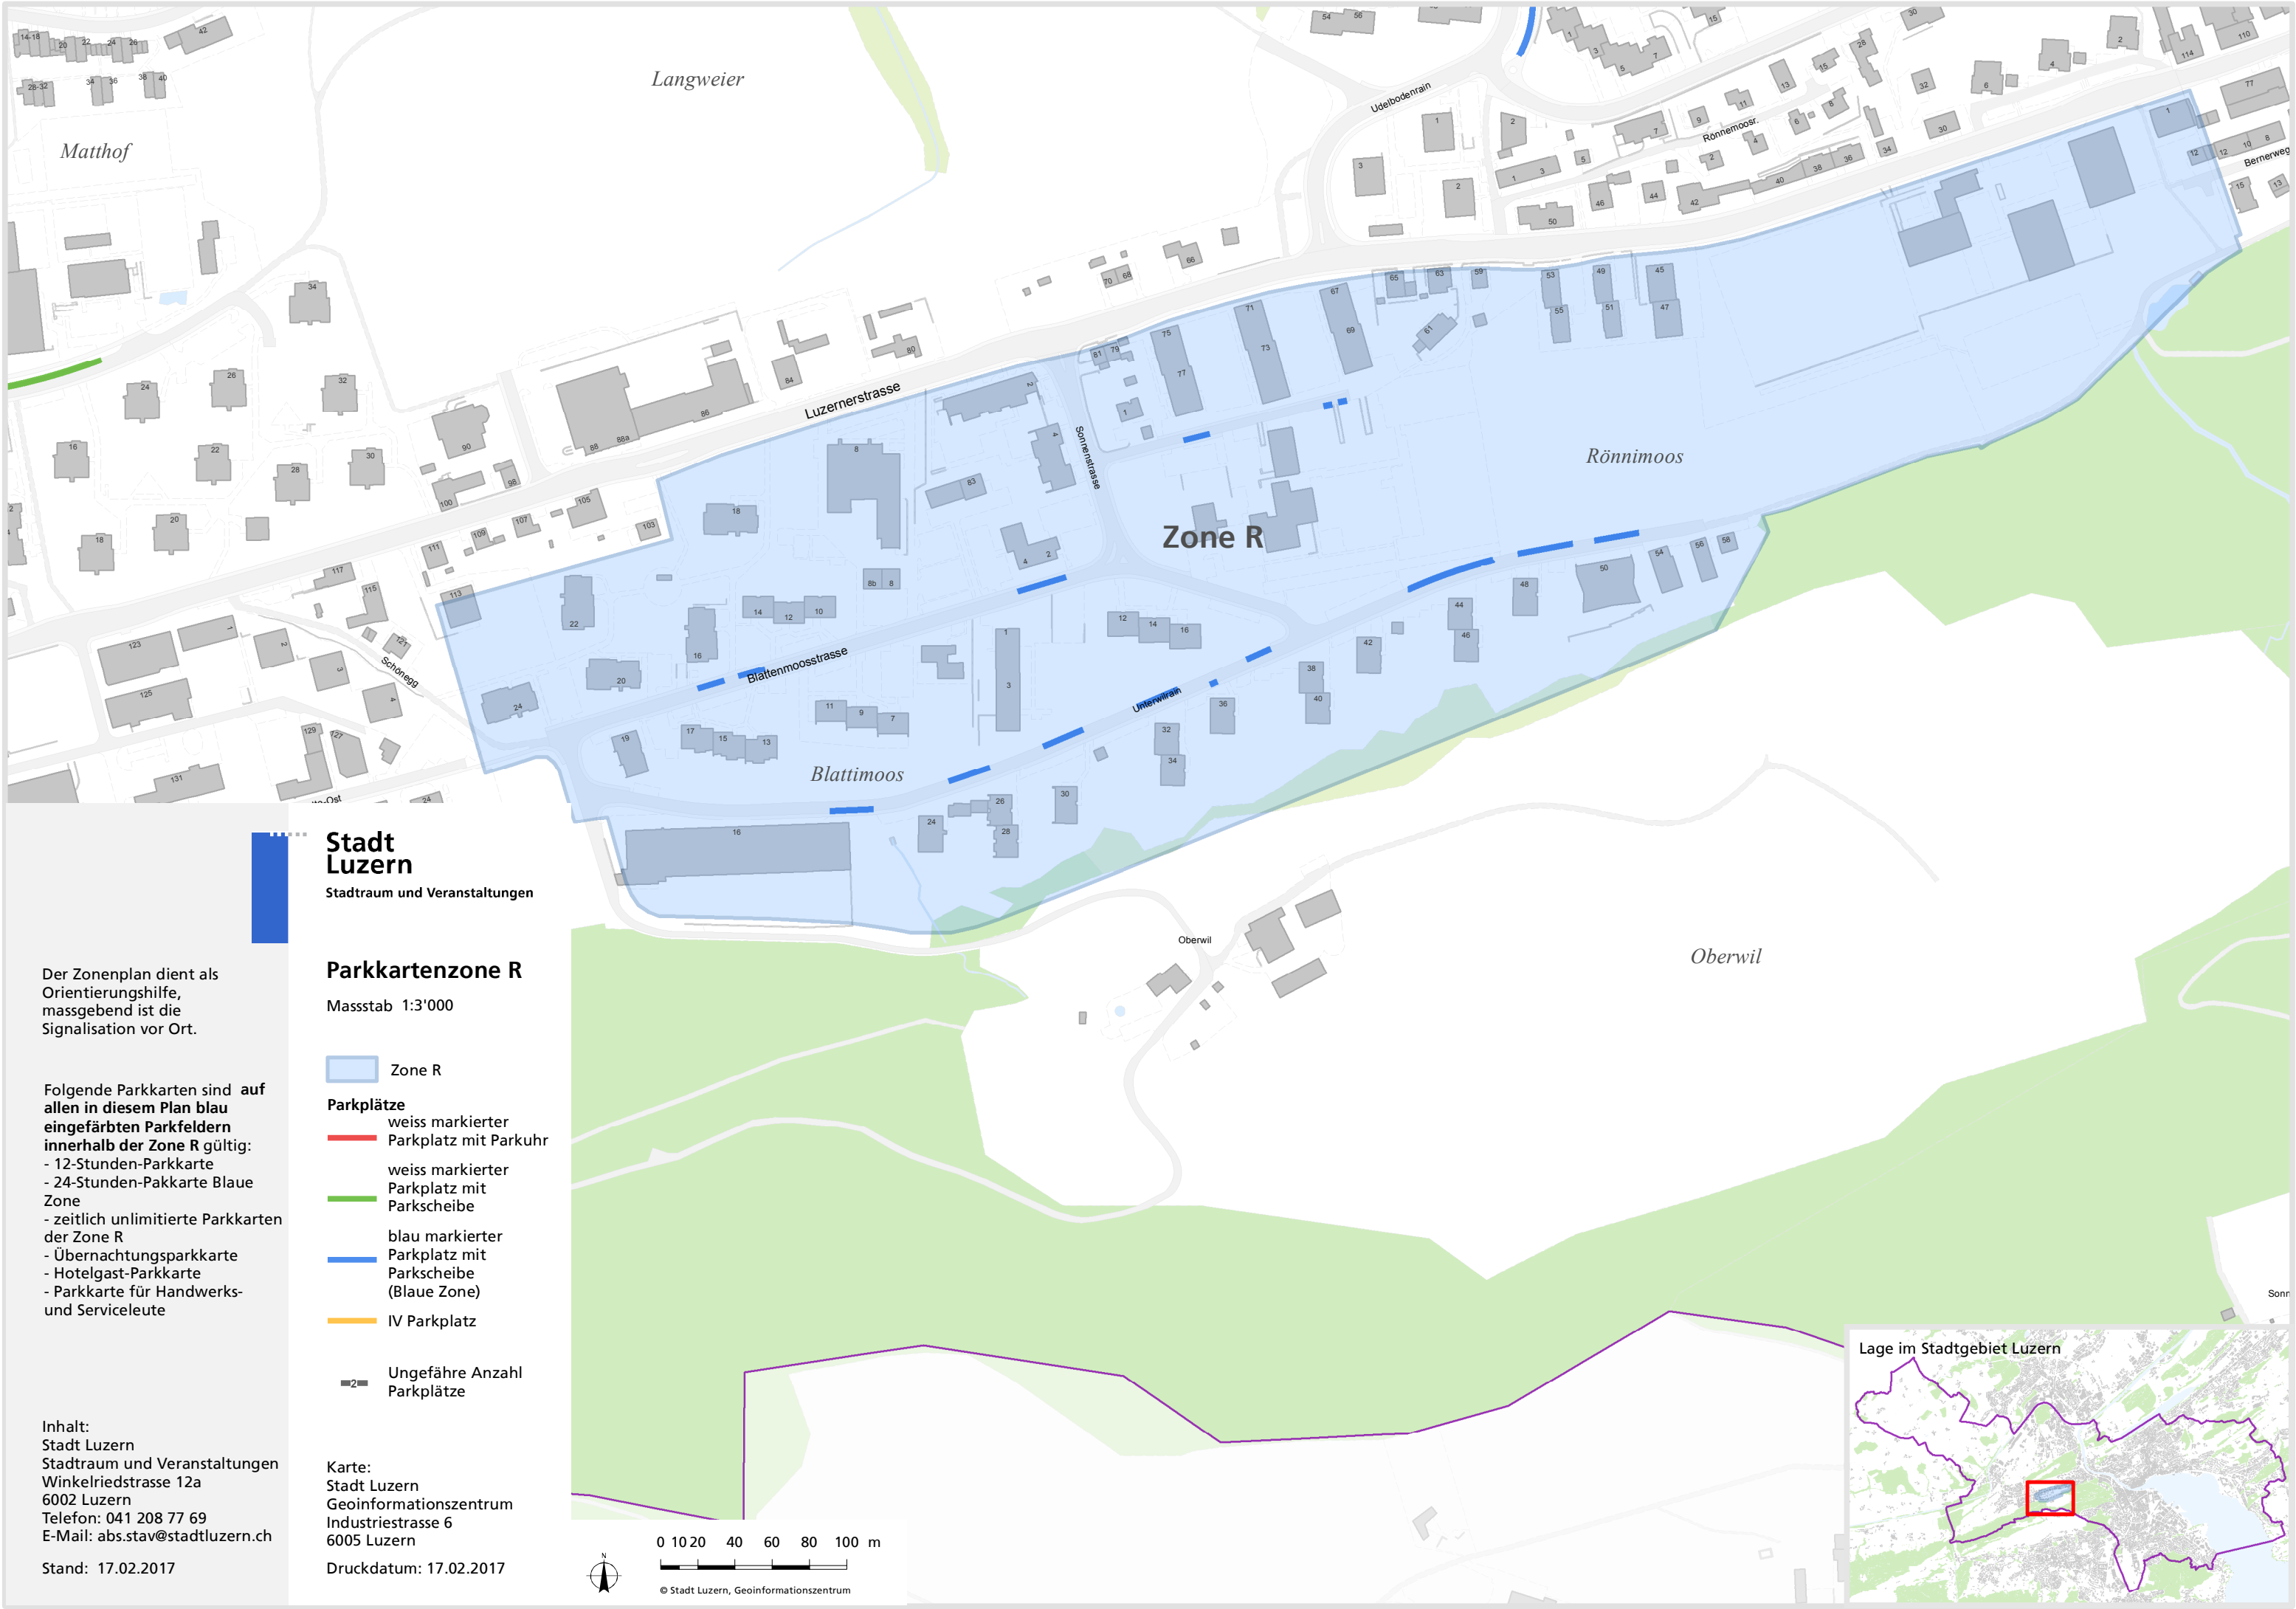 Langweier
Matthof
Udelbodenrain
Rönnemoosr.
Bernerweg
Luzernerstrasse
Sonnenstrasse
Rönnimoos
Zone R
Blattenmoosstrasse
Schönegg
Unterwilrain
Blattimoos
Oberwil
Oberwil
Stadt
Luzern
Stadtraum und Veranstaltungen
Der Zonenplan dient als
Orientierungshilfe,
massgebend ist die
Signalisation vor Ort.
Folgende Parkkarten sind auf
allen in diesem Plan blau
eingefärbten Parkfeldern
innerhalb der Zone R gültig:
- 12-Stunden-Parkkarte
- 24-Stunden-Pakkarte Blaue
Zone
- zeitlich unlimitierte Parkkarten
der Zone R
- Übernachtungsparkkarte
- Hotelgast-Parkkarte
- Parkkarte für Handwerks-
und Serviceleute
Inhalt:
Stadt Luzern
Stadtraum und Veranstaltungen
Winkelriedstrasse 12a
6002 Luzern
Telefon: 041 208 77 69
E-Mail: abs.stav@stadtluzern.ch
Stand: 17.02.2017
Parkkartenzone R
Massstab 1:3'000
Zone R
Parkplätze
weiss markierter
Parkplatz mit Parkuhr
weiss markierter
Parkplatz mit
Parkscheibe
blau markierter
Parkplatz mit
Parkscheibe
(Blaue Zone)
IV Parkplatz
2
Ungefähre Anzahl
Parkplätze
Karte:
Stadt Luzern
Geoinformationszentrum
Industriestrasse 6
6005 Luzern
Druckdatum: 17.02.2017
N
0 10 20 40 60 80 100 m
© Stadt Luzern, Geoinformationszentrum
Sonn
Lage im Stadtgebiet Luzern